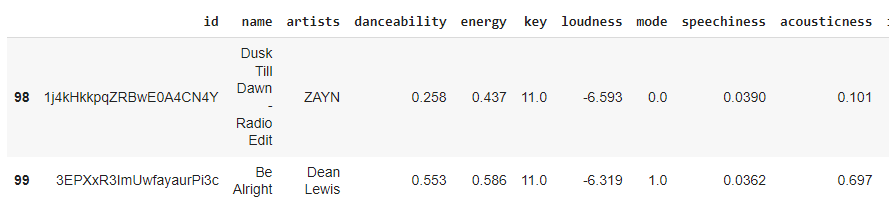 id name artists danceability energy key loudness mode speechiness acousticness
Dusk
Till
98 1j4kHkkpqZRBwE0A4CN4Y Dawn ZAYN 0.258 0.437 11.0 -6.593 0.0 0.0390 0.101
-
Radio
Edit
99 3EPXxR3ImUwfayaurPi3c Be Alright Dean Lewis 0.553 0.586 11.0 -6.319 1.0 0.0362 0.697